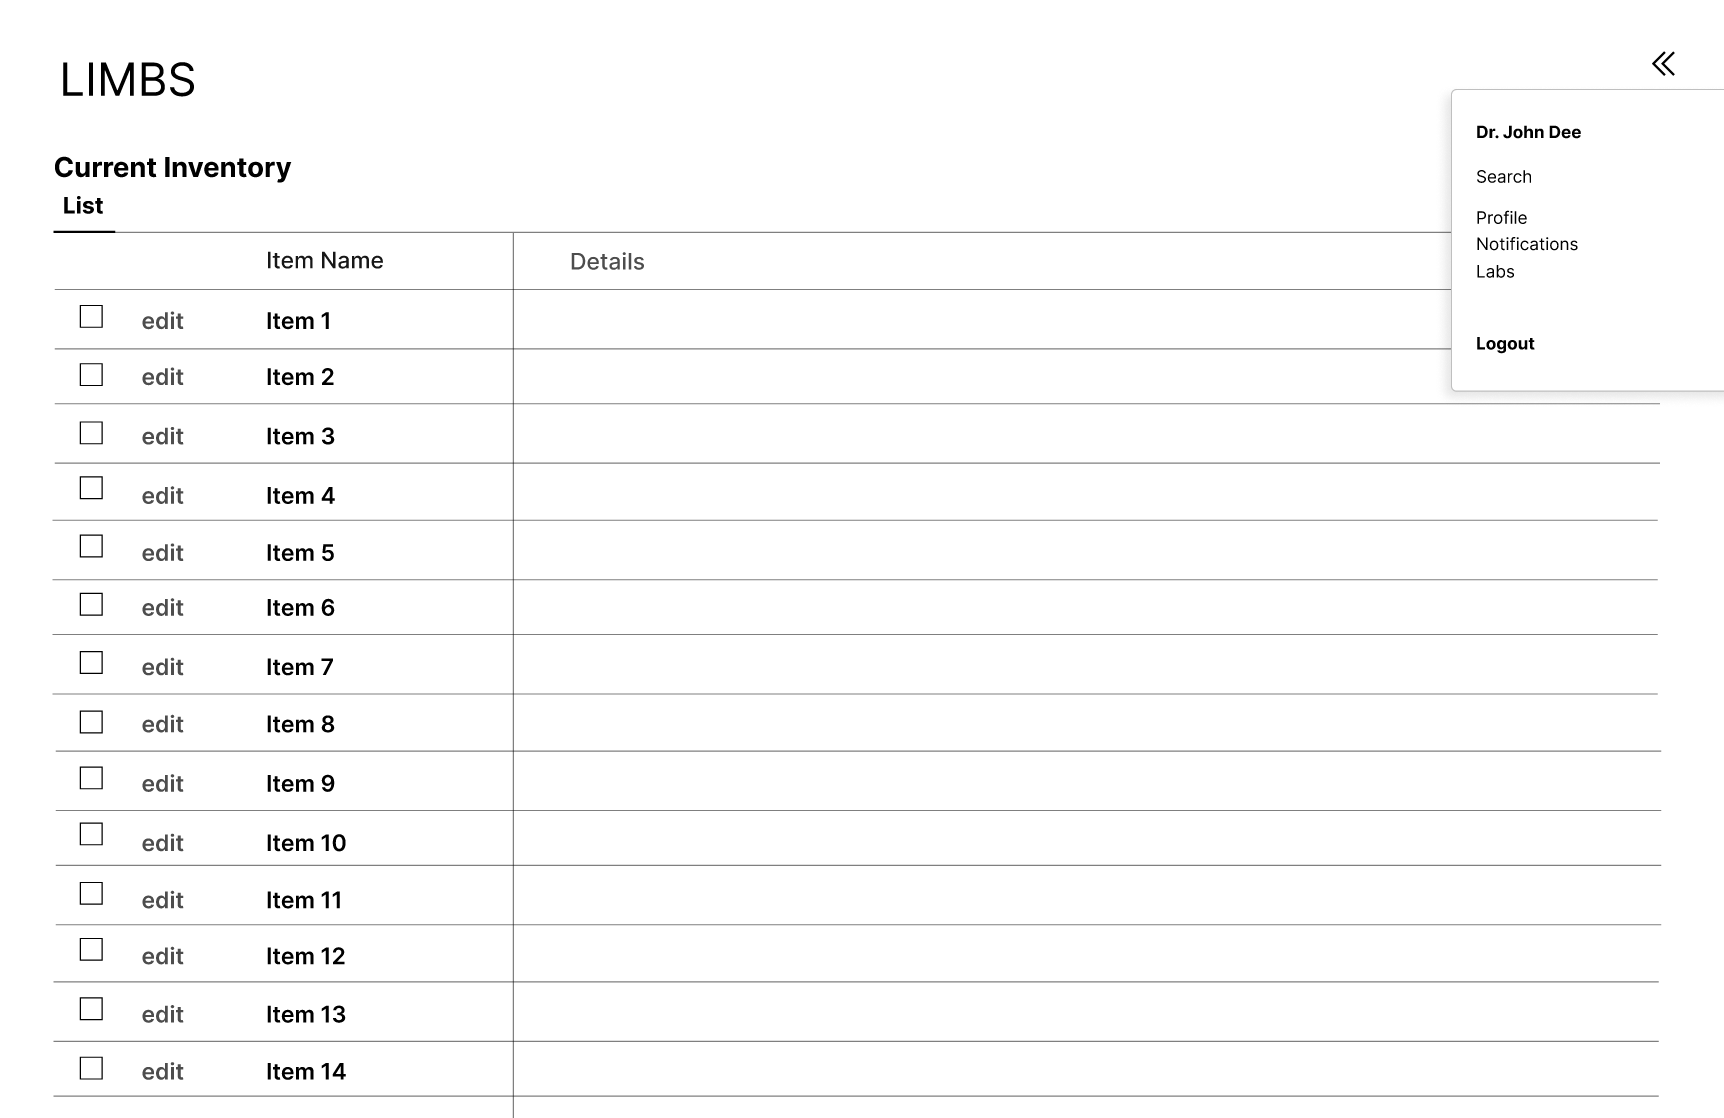 LIMBS
Current Inventory
List
Item Name Details
edit Item 1
edit Item 2
edit Item 3
edit Item 4
edit Item 5
edit Item 6
edit Item 7
edit Item 8
edit Item 9
edit Item 10
edit Item 11
edit Item 12
edit Item 13
edit Item 14
Dr. John Dee
Search
Profile
Notifications
Labs
Logout